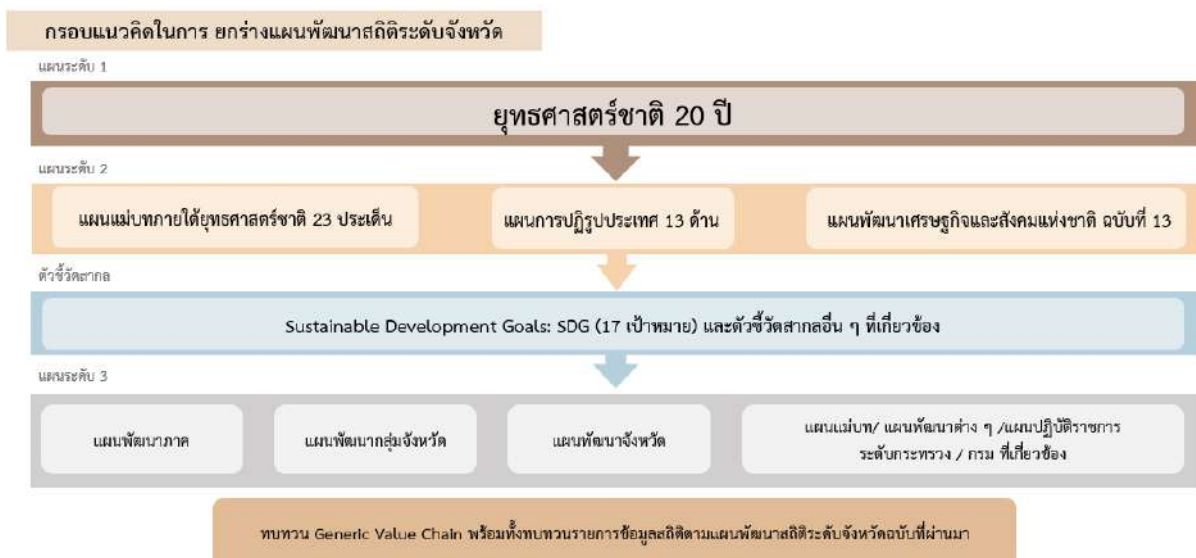 กรอบแนวคิดในการ ยกร่างแผนพัฒนาสถิติระดับจังหวัด
แผนระดับ 1
ยุทธศาสตร์ชาติ 20 ปี
แผนระดับ 2
แผนแม่บทภายใต้ยุทธศาสตร์ชาติ 23 ประเด็น
แผนการปฏิรูปประเทศ 13 ด้าน
แผนพัฒนาเศรษฐกิจและสังคมแห่งชาติ ฉบับที่ 13
ตัวชี้วัดสากล
Sustainable Development Goals: SDG (17 เป้าหมาย) และตัวชี้วัดสากลอื่น ๆ ที่เกี่ยวข้อง
แผนระดับ 3
แผนพัฒนาภาค
แผนพัฒนากลุ่มจังหวัด
แผนพัฒนาจังหวัด
แผนแม่บท/ แผนพัฒนาต่าง ๆ /แผนปฏิบัติราชการ
ระดับกระทรวง / กรม ที่เกี่ยวข้อง
ทบทวน Generic Value Chain พร้อมทั้งทบทวนรายการข้อมูลสถิติตามแผนพัฒนาสถิติระดับจังหวัดฉบับที่ผ่านมา